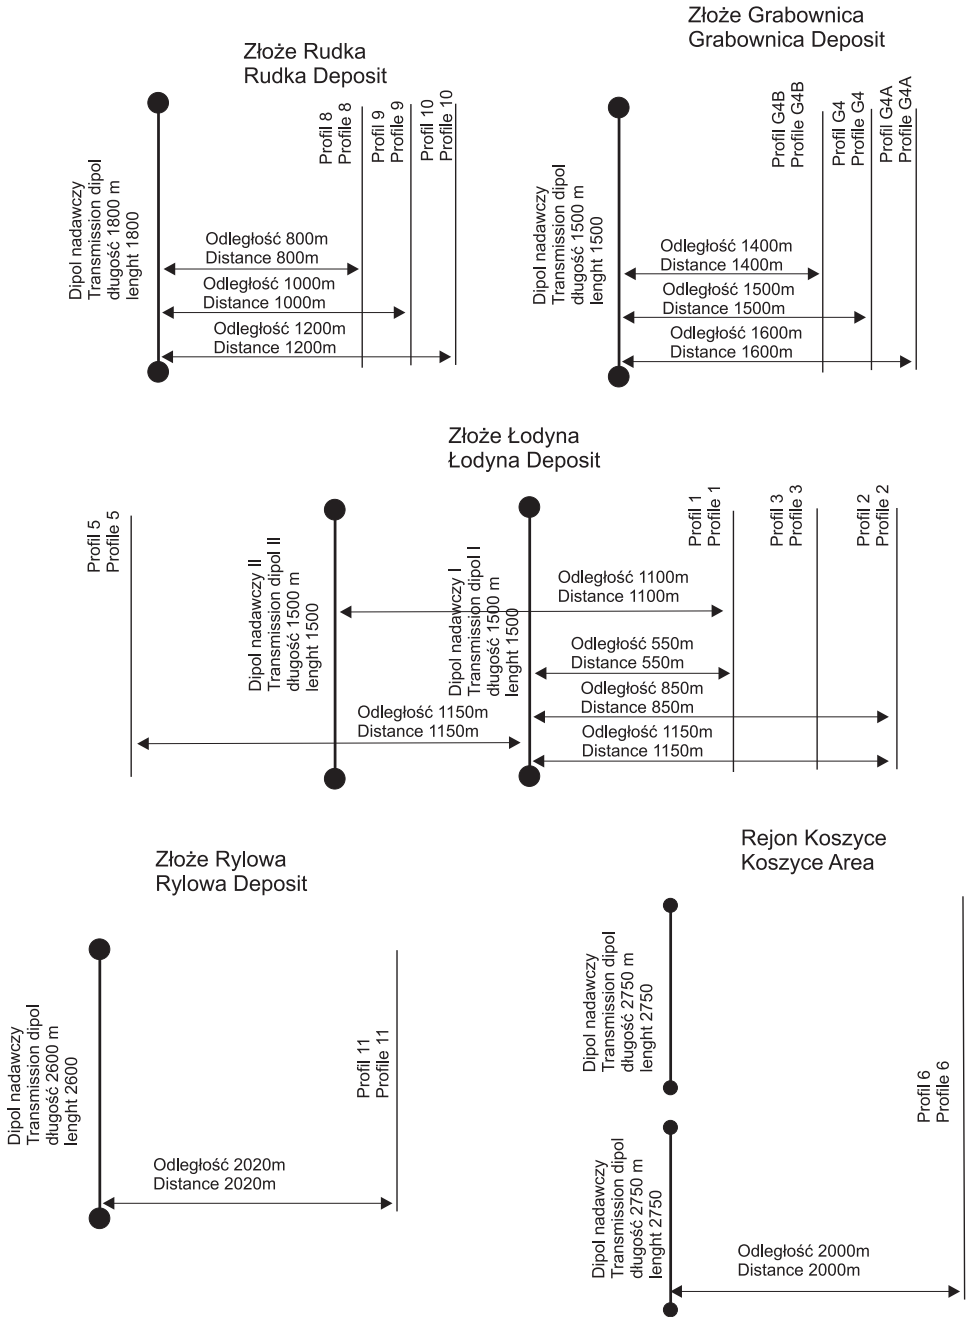 Złoże Rudka
Rudka Deposit
Dipol nadawczy
Transmission dipol
długość 1800 m
lenght 1800
Profil 8
Profile 8
Profil 9
Profile 9
Profil 10
Profile 10
Odległość 800m
Distance 800m
Odległość 1000m
Distance 1000m
Odległość 1200m
Distance 1200m
Złoże Grabownica
Grabownica Deposit
Dipol nadawczy
Transmission dipol
długość 1500 m
lenght 1500
Profil G4B
Profile G4B
Profil G4
Profile G4
Profil G4A
Profile G4A
Odległość 1400m
Distance 1400m
Odległość 1500m
Distance 1500m
Odległość 1600m
Distance 1600m
Złoże Łodyna
Łodyna Deposit
Profil 5
Profile 5
Dipol nadawczy II
Transmission dipol II
długość 1500 m
lenght 1500
Dipol nadawczy I
Transmission dipol I
długość 1500 m
lenght 1500
Profil 1
Profile 1
Profil 3
Profile 3
Profil 2
Profile 2
Odległość 1100m
Distance 1100m
Odległość 550m
Distance 550m
Odległość 850m
Distance 850m
Odległość 1150m
Distance 1150m
Odległość 1150m
Distance 1150m
Złoże Rylowa
Rylowa Deposit
Dipol nadawczy
Transmission dipol
długość 2600 m
lenght 2600
Profil 11
Profile 11
Odległość 2020m
Distance 2020m
Rejon Koszyce
Koszyce Area
Dipol nadawczy
Transmission dipol
długość 2750 m
lenght 2750
Dipol nadawczy
Transmission dipol
długość 2750 m
lenght 2750
Profil 6
Profile 6
Odległość 2000m
Distance 2000m